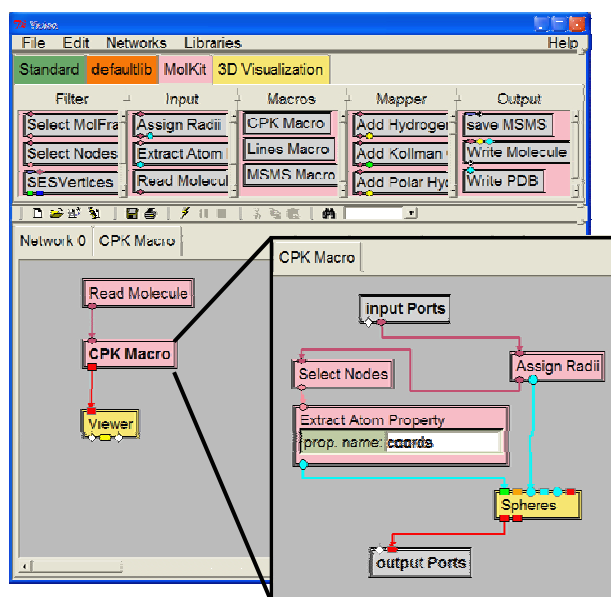 Vision
File Edit Networks Libraries Help
Standard defaultlib MolKit 3D Visualization
Filter Input Macros Mapper Output
Select MolFra Assign Radii CPK Macro Add Hydroger save MSMS
Select Nodes Extract Atom Lines Macro Add Kollman Write Molecule
SESVertices Read Molecul MSMS Macro Add Polar Hyd Write PDB
Network 0 CPK Macro
CPK Macro
Read Molecule
CPK Macro
Viewer
input Ports
Select Nodes
Assign Radii
Extract Atom Property
prop. name: coords
Spheres
output Ports